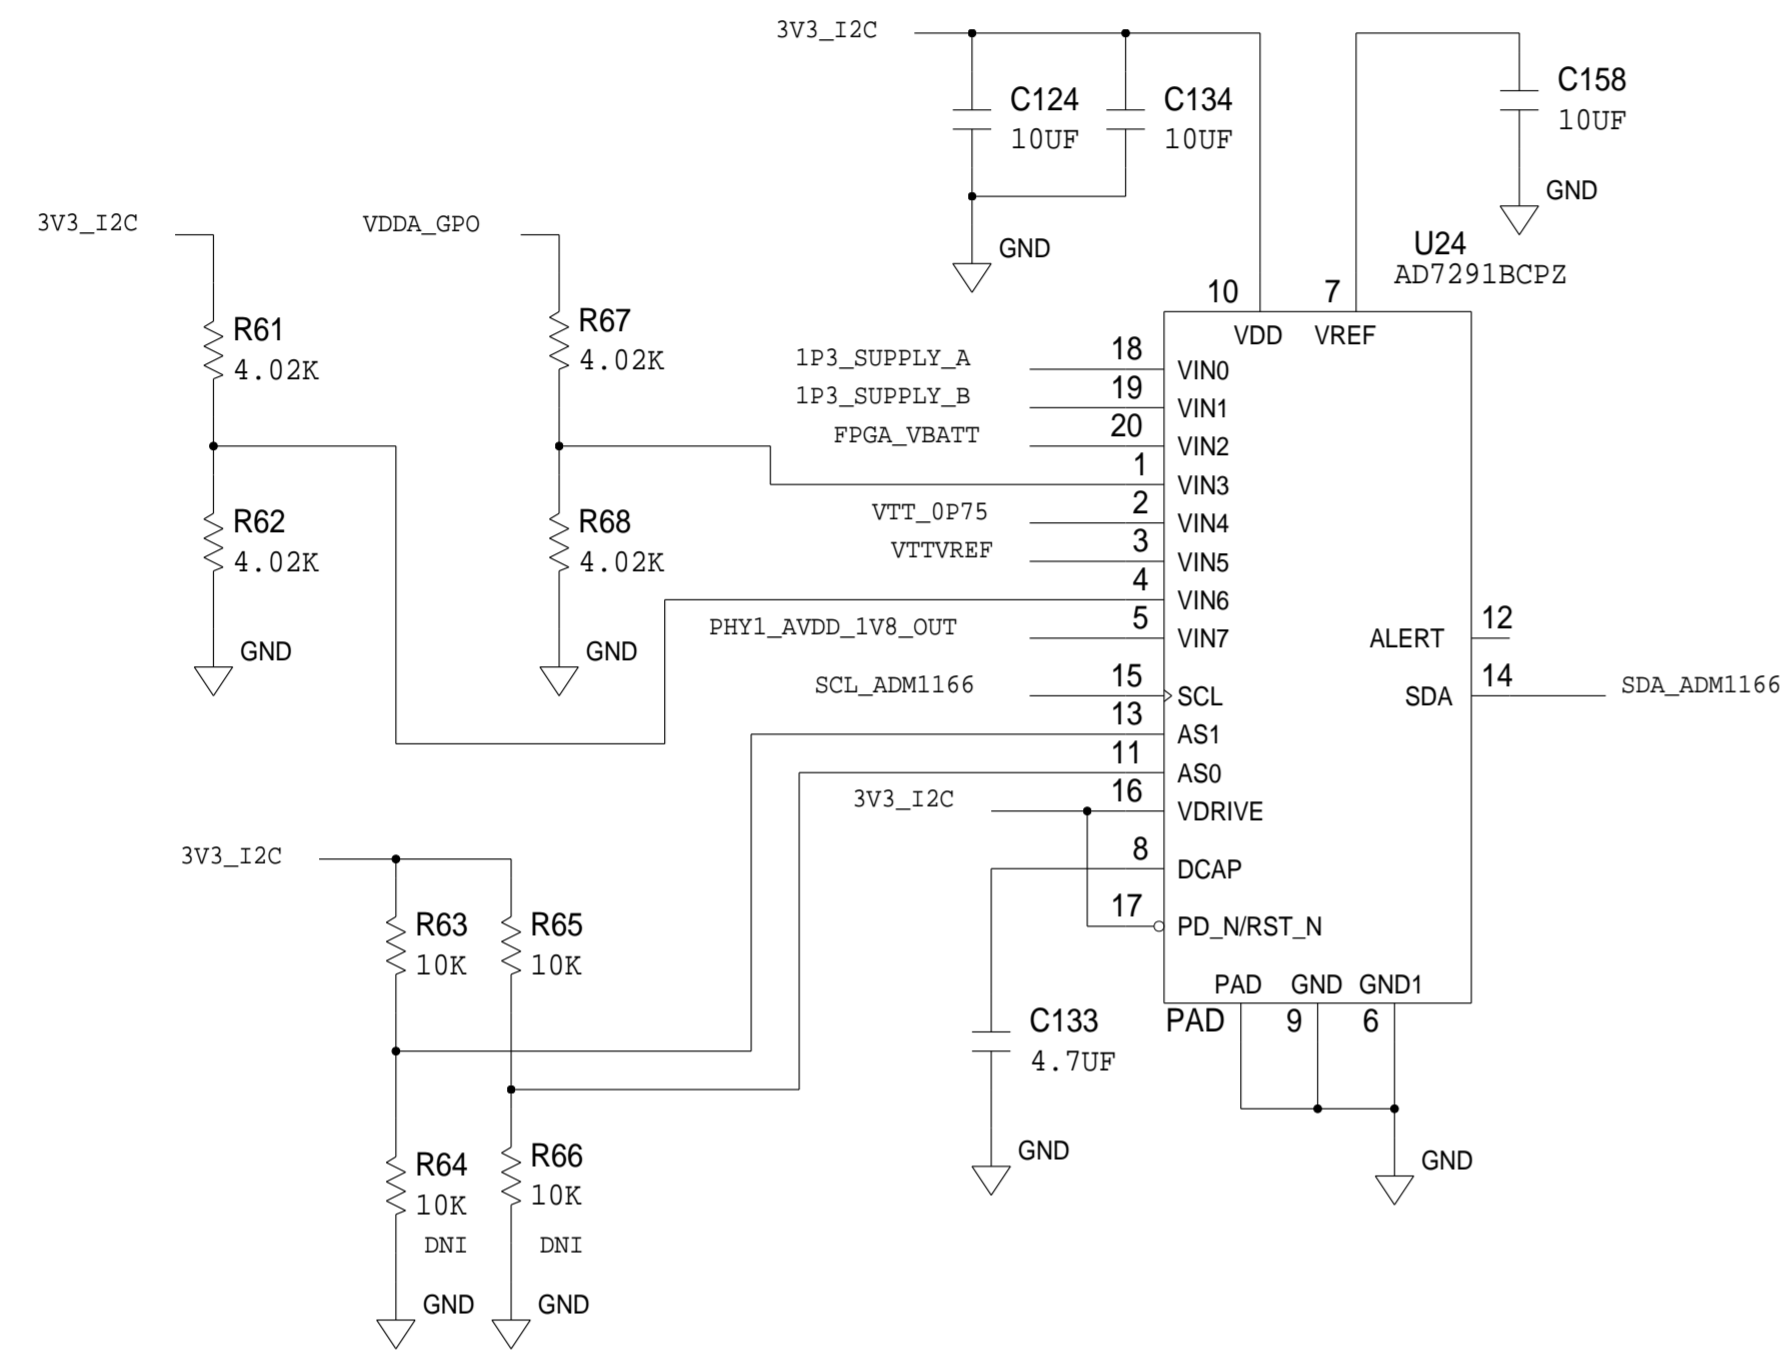 3V3_I2C
C124
10UF
C134
10UF
C158
10UF
GND
GND
3V3_I2C
VDDA_GPO
U24
AD7291BCPZ
R61
4.02K
R67
4.02K
R62
4.02K
R68
4.02K
GND
GND
10
7
VDD
VREF
1P3_SUPPLY_A
18
VIN0
1P3_SUPPLY_B
19
VIN1
FPGA_VBATT
20
VIN2
1
VIN3
VTT_0P75
2
VIN4
VTTVREF
3
VIN5
4
VIN6
PHY1_AVDD_1V8_OUT
5
VIN7
ALERT
12
SCL_ADM1166
15
SCL
SDA
14
SDA_ADM1166
13
AS1
11
AS0
3V3_I2C
16
VDRIVE
8
DCAP
17
PD_N/RST_N
PAD
GND
GND1
PAD
9
6
GND
3V3_I2C
R63
10K
R65
10K
C133
4.7UF
GND
R64
10K
DNI
R66
10K
DNI
GND
GND